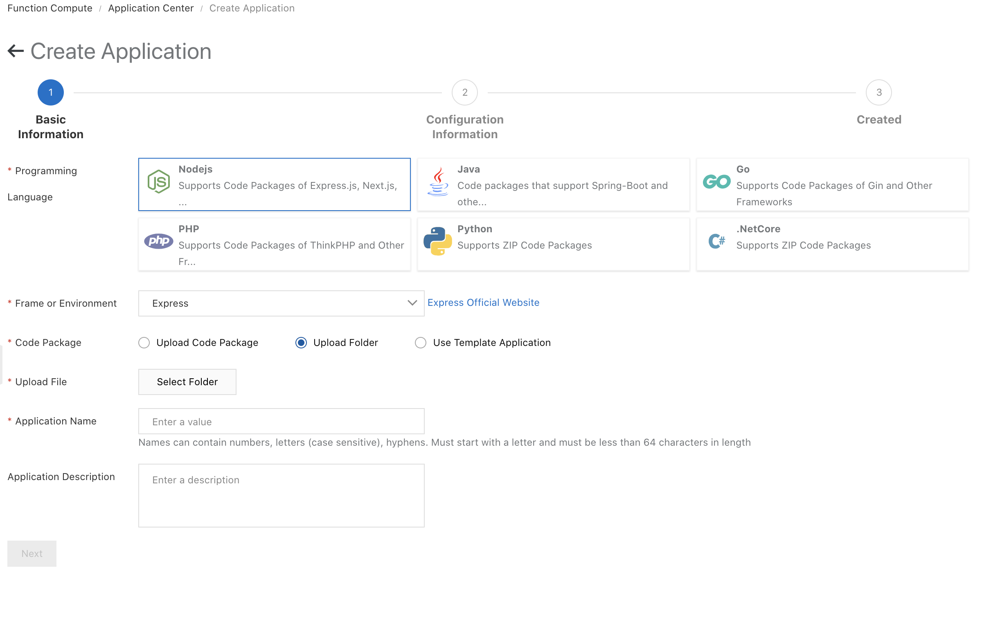 Function Compute / Application Center / Create Application
Create Application
1
2
3
Basic
Information
Configuration
Information
Created
* Programming
Language
JS
Nodejs
Supports Code Packages of Express.js, Next.js,
...
Java
Code packages that support Spring-Boot and
othe...
GO
Go
Supports Code Packages of Gin and Other
Frameworks
php
PHP
Supports Code Packages of ThinkPHP and Other
Fr...
Python
Supports ZIP Code Packages
C#
.NetCore
Supports ZIP Code Packages
* Frame or Environment
Express
Express Official Website
* Code Package
Upload Code Package
Upload Folder
Use Template Application
* Upload File
Select Folder
* Application Name
Enter a value
Names can contain numbers, letters (case sensitive), hyphens. Must start with a letter and must be less than 64 characters in length
Application Description
Enter a description
Next